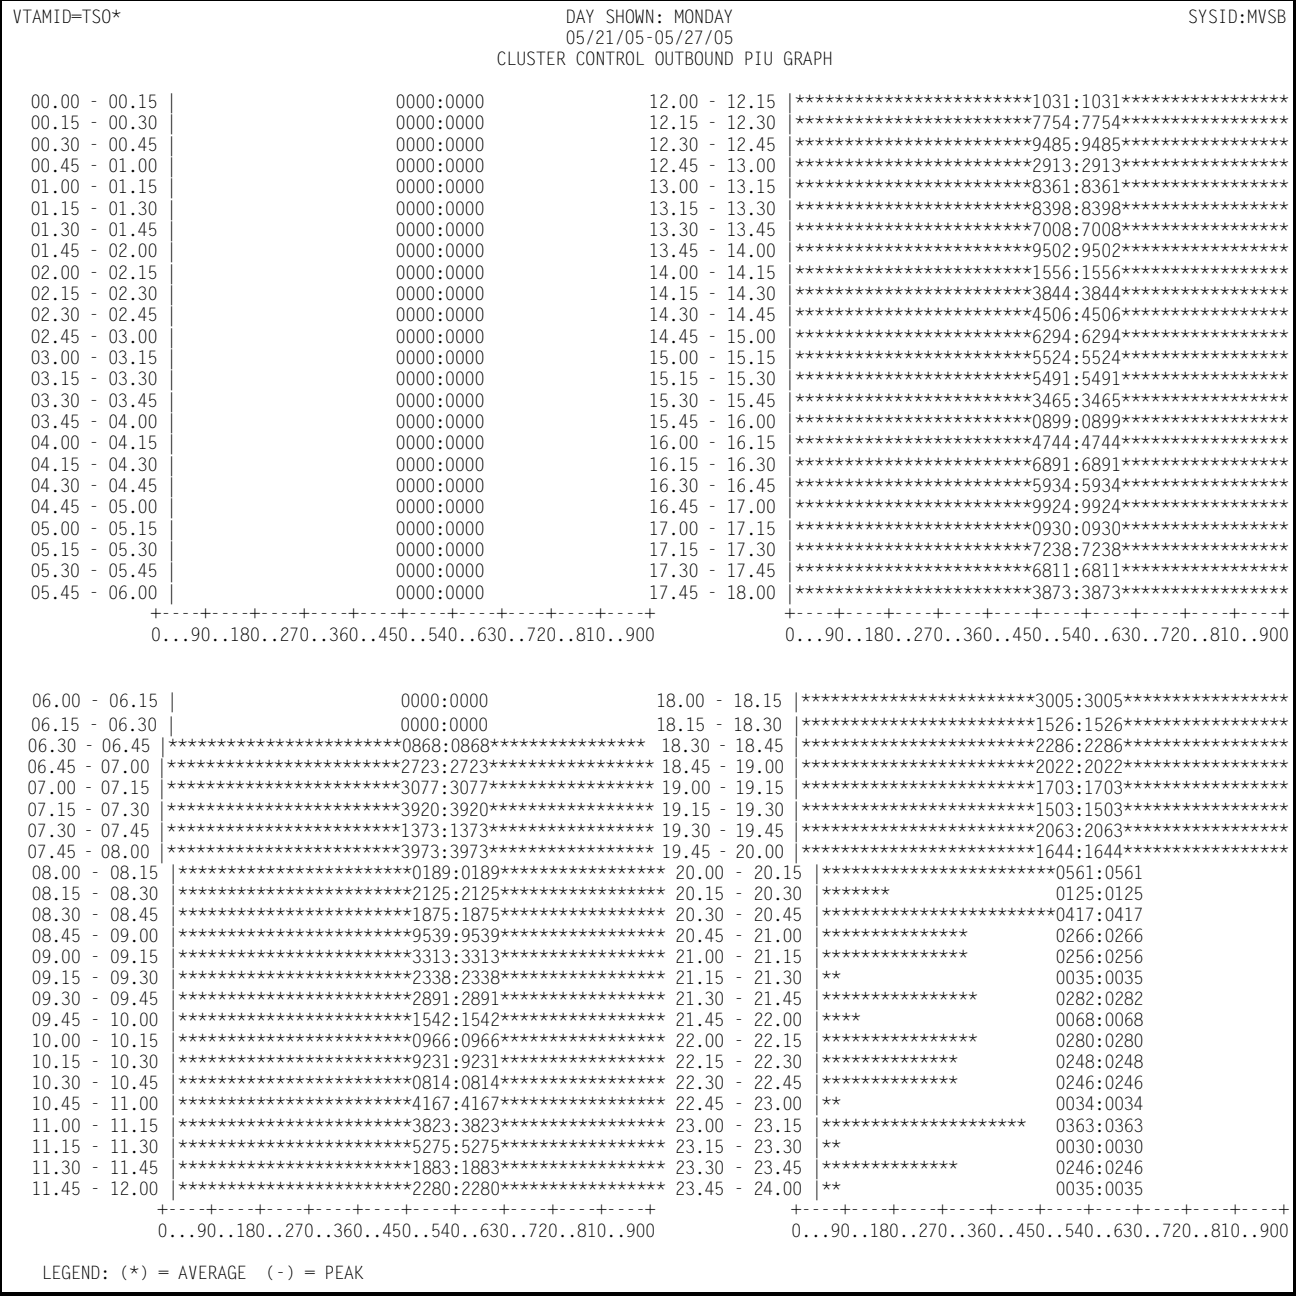 VTAMID=TSO* DAY SHOWN: MONDAY SYSID:MVSB
05/21/05-05/27/05
CLUSTER CONTROL OUTBOUND PIU GRAPH
00.00 - 00.15 | 0000:0000 12.00 - 12.15 |************************1031:1031*****************
00.15 - 00.30 | 0000:0000 12.15 - 12.30 |************************7754:7754*****************
00.30 - 00.45 | 0000:0000 12.30 - 12.45 |************************9485:9485*****************
00.45 - 01.00 | 0000:0000 12.45 - 13.00 |************************2913:2913*****************
01.00 - 01.15 | 0000:0000 13.00 - 13.15 |************************8361:8361*****************
01.15 - 01.30 | 0000:0000 13.15 - 13.30 |************************8398:8398*****************
01.30 - 01.45 | 0000:0000 13.30 - 13.45 |************************7008:7008*****************
01.45 - 02.00 | 0000:0000 13.45 - 14.00 |************************9502:9502*****************
02.00 - 02.15 | 0000:0000 14.00 - 14.15 |************************1556:1556*****************
02.15 - 02.30 | 0000:0000 14.15 - 14.30 |************************3844:3844*****************
02.30 - 02.45 | 0000:0000 14.30 - 14.45 |************************4506:4506*****************
02.45 - 03.00 | 0000:0000 14.45 - 15.00 |************************6294:6294*****************
03.00 - 03.15 | 0000:0000 15.00 - 15.15 |************************5524:5524*****************
03.15 - 03.30 | 0000:0000 15.15 - 15.30 |************************5491:5491*****************
03.30 - 03.45 | 0000:0000 15.30 - 15.45 |************************3465:3465*****************
03.45 - 04.00 | 0000:0000 15.45 - 16.00 |************************0899:0899*****************
04.00 - 04.15 | 0000:0000 16.00 - 16.15 |************************4744:4744*****************
04.15 - 04.30 | 0000:0000 16.15 - 16.30 |************************6891:6891*****************
04.30 - 04.45 | 0000:0000 16.30 - 16.45 |************************5934:5934*****************
04.45 - 05.00 | 0000:0000 16.45 - 17.00 |************************9924:9924*****************
05.00 - 05.15 | 0000:0000 17.00 - 17.15 |************************0930:0930*****************
05.15 - 05.30 | 0000:0000 17.15 - 17.30 |************************7238:7238*****************
05.30 - 05.45 | 0000:0000 17.30 - 17.45 |************************6811:6811*****************
05.45 - 06.00 | 0000:0000 17.45 - 18.00 |************************3873:3873*****************
+----+----+----+----+----+----+----+----+----+----+ +----+----+----+----+----+----+----+----+----+----+
0...90..180..270..360..450..540..630..720..810..900 0...90..180..270..360..450..540..630..720..810..900
06.00 - 06.15 | 0000:0000 18.00 - 18.15 |************************3005:3005*****************
06.15 - 06.30 | 0000:0000 18.15 - 18.30 |************************1526:1526*****************
06.30 - 06.45 |************************0868:0868**************** 18.30 - 18.45 |************************2286:2286*****************
06.45 - 07.00 |************************2723:2723***************** 18.45 - 19.00 |************************2022:2022*****************
07.00 - 07.15 |************************3077:3077***************** 19.00 - 19.15 |************************1703:1703*****************
07.15 - 07.30 |************************3920:3920***************** 19.15 - 19.30 |************************1503:1503*****************
07.30 - 07.45 |************************1373:1373***************** 19.30 - 19.45 |************************2063:2063*****************
07.45 - 08.00 |************************3973:3973***************** 19.45 - 20.00 |************************1644:1644*****************
08.00 - 08.15 |************************0189:0189***************** 20.00 - 20.15 |************************0561:0561
08.15 - 08.30 |************************2125:2125***************** 20.15 - 20.30 |******* 0125:0125
08.30 - 08.45 |************************1875:1875***************** 20.30 - 20.45 |************************0417:0417
08.45 - 09.00 |************************9539:9539***************** 20.45 - 21.00 |*************** 0266:0266
09.00 - 09.15 |************************3313:3313***************** 21.00 - 21.15 |*************** 0256:0256
09.15 - 09.30 |************************2338:2338***************** 21.15 - 21.30 |** 0035:0035
09.30 - 09.45 |************************2891:2891***************** 21.30 - 21.45 |**************** 0282:0282
09.45 - 10.00 |************************1542:1542***************** 21.45 - 22.00 |**** 0068:0068
10.00 - 10.15 |************************0966:0966***************** 22.00 - 22.15 |**************** 0280:0280
10.15 - 10.30 |************************9231:9231***************** 22.15 - 22.30 |************** 0248:0248
10.30 - 10.45 |************************0814:0814***************** 22.30 - 22.45 |************** 0246:0246
10.45 - 11.00 |************************4167:4167***************** 22.45 - 23.00 |** 0034:0034
11.00 - 11.15 |************************3823:3823***************** 23.00 - 23.15 |********************* 0363:0363
11.15 - 11.30 |************************5275:5275***************** 23.15 - 23.30 |** 0030:0030
11.30 - 11.45 |************************1883:1883***************** 23.30 - 23.45 |************** 0246:0246
11.45 - 12.00 |************************2280:2280***************** 23.45 - 24.00 |** 0035:0035
+----+----+----+----+----+----+----+----+----+----+ +----+----+----+----+----+----+----+----+----+----+
0...90..180..270..360..450..540..630..720..810..900 0...90..180..270..360..450..540..630..720..810..900
LEGEND: (*) = AVERAGE (-) = PEAK